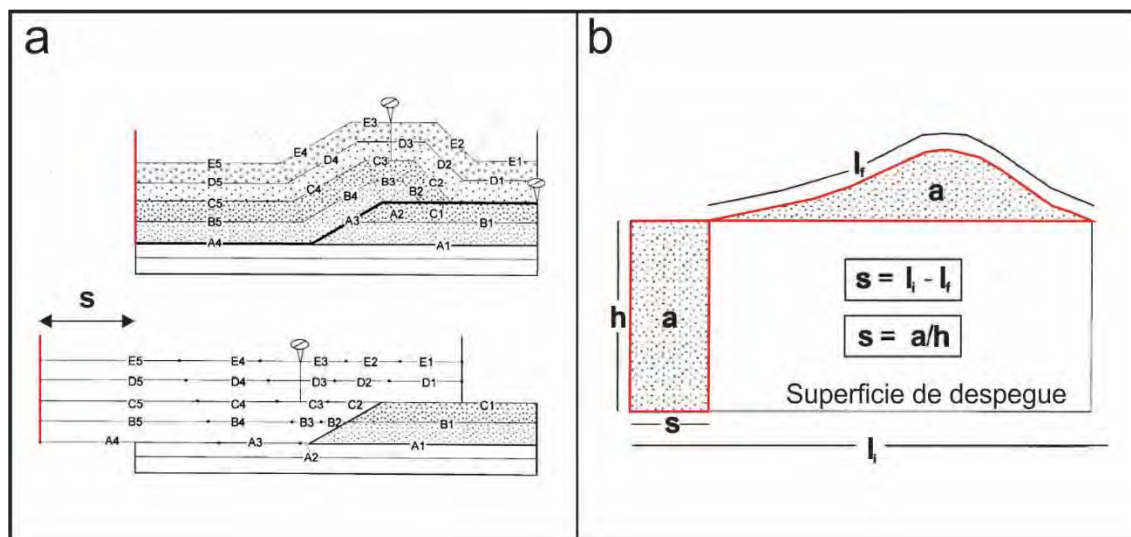 a
E3
E4
E2
D3
E5
D4
C3
D2
E1
D5
C4
B3
C2
D1
C5
B4
B2
A2
C1
B5
A3
B1
A4
A1
s
E5 E4 E3 E2 E1
D5 D4 D3 D2 D1
C5 C4 C3 C2 C1
B5 B4 B3 B2 B1
A4 A3 A1
A2
b
lf
a
s = li - lf
h
a
s = a/h
Superficie de despegue
s
li